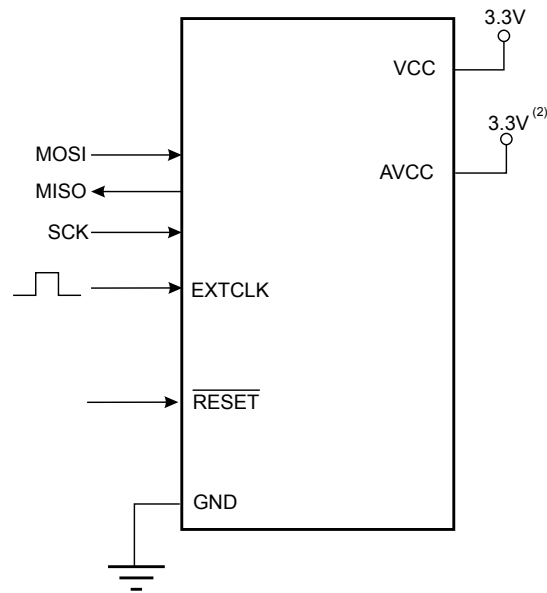 3.3V
VCC
3.3V (2)
AVCC
MOSI
MISO
SCK
EXTCLK
RESET
GND